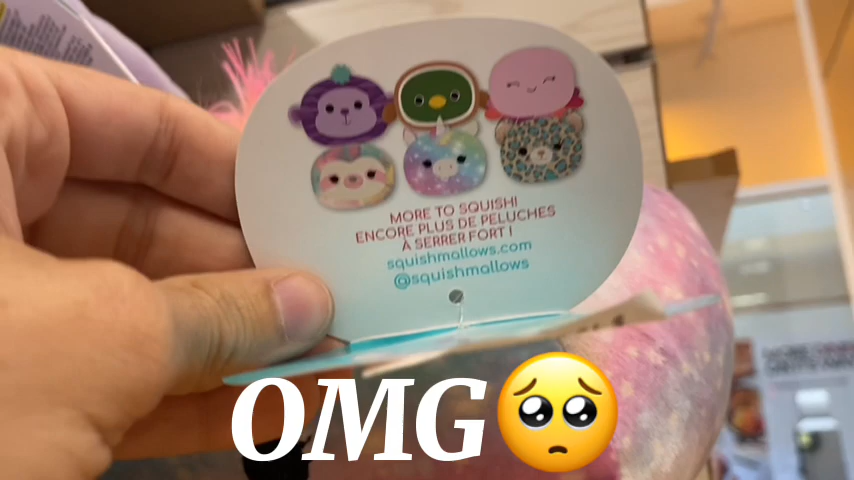 MORE TO SQUISH!
ENCORE PLUS DE PELUCHES
À SERRER FORT !
squishmallows.com
@squishmallows
OMG🥺